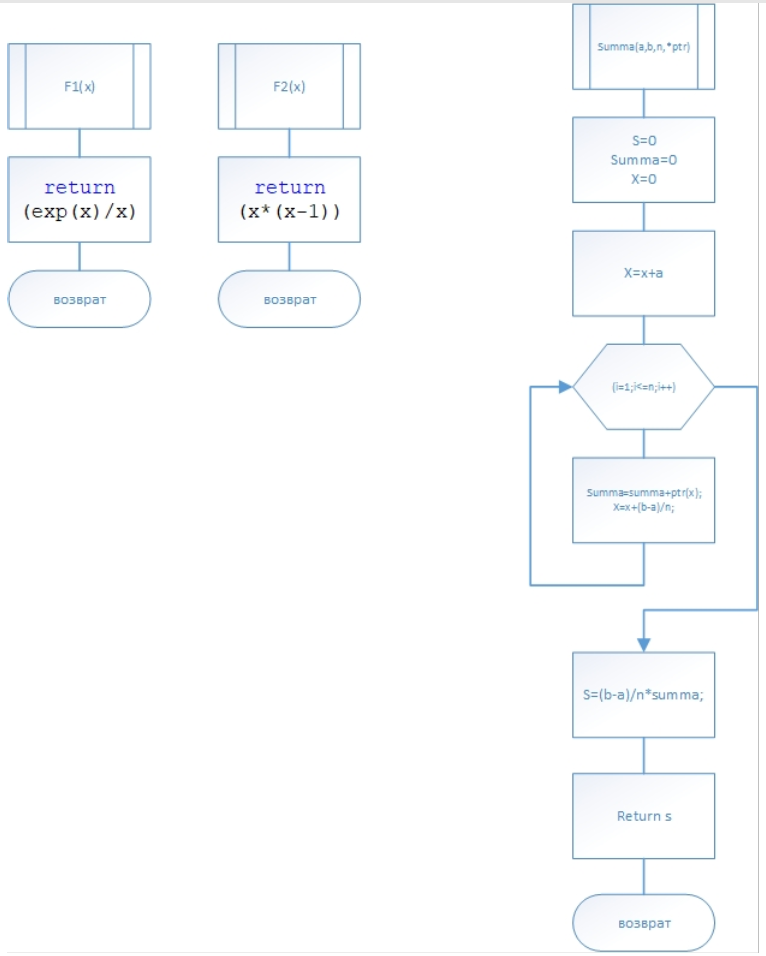 F1(x)
return
(exp(x)/x)
возврат
F2(x)
return
(x*(x-1))
возврат
Summa(a,b,n,*ptr)
S=0
Summa=0
X=0
X=x+a
(i=1;i<=n;i++)
Summa=summa+ptr(x);
X=x+(b-a)/n;
S=(b-a)/n*summa;
Return s
возврат